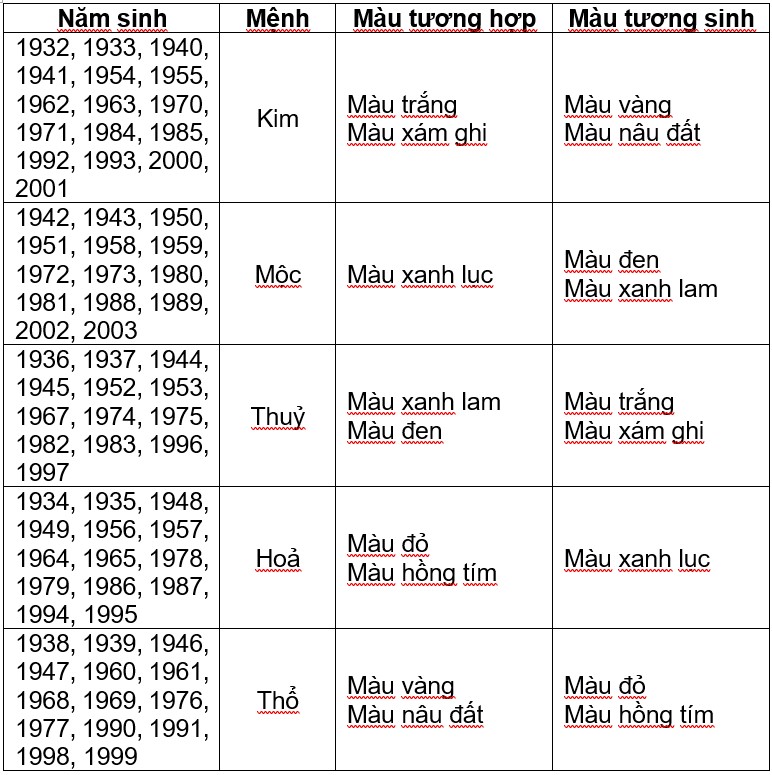 Năm sinh Mệnh Màu tương hợp Màu tương sinh
1932, 1933, 1940,
1941, 1954, 1955,
1962, 1963, 1970,
1971, 1984, 1985,
1992, 1993, 2000,
2001
Kim
Màu trắng
Màu xám ghi
Màu vàng
Màu nâu đất
1942, 1943, 1950,
1951, 1958, 1959,
1972, 1973, 1980,
1981, 1988, 1989,
2002, 2003
Mộc
Màu xanh lục
Màu đen
Màu xanh lam
1936, 1937, 1944,
1945, 1952, 1953,
1967, 1974, 1975,
1982, 1983, 1996,
1997
Thuỷ
Màu xanh lam
Màu đen
Màu trắng
Màu xám ghi
1934, 1935, 1948,
1949, 1956, 1957,
1964, 1965, 1978,
1979, 1986, 1987,
1994, 1995
Hoả
Màu đỏ
Màu hồng tím
Màu xanh lục
1938, 1939, 1946,
1947, 1960, 1961,
1968, 1969, 1976,
1977, 1990, 1991,
1998, 1999
Thổ
Màu vàng
Màu nâu đất
Màu đỏ
Màu hồng tím